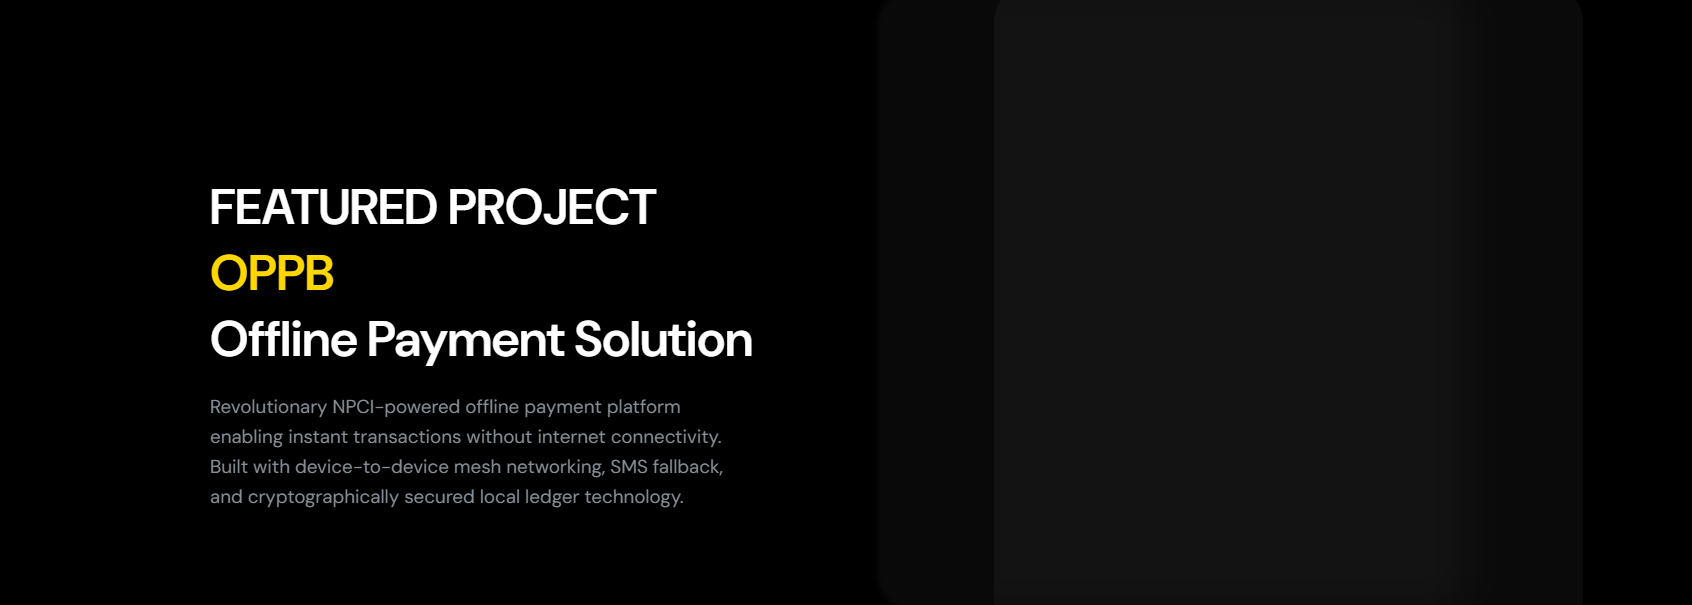 FEATURED PROJECT
OPPB
Offline Payment Solution
Revolutionary NPCI-powered offline payment platform
enabling instant transactions without internet connectivity.
Built with device-to-device mesh networking, SMS fallback,
and cryptographically secured local ledger technology.